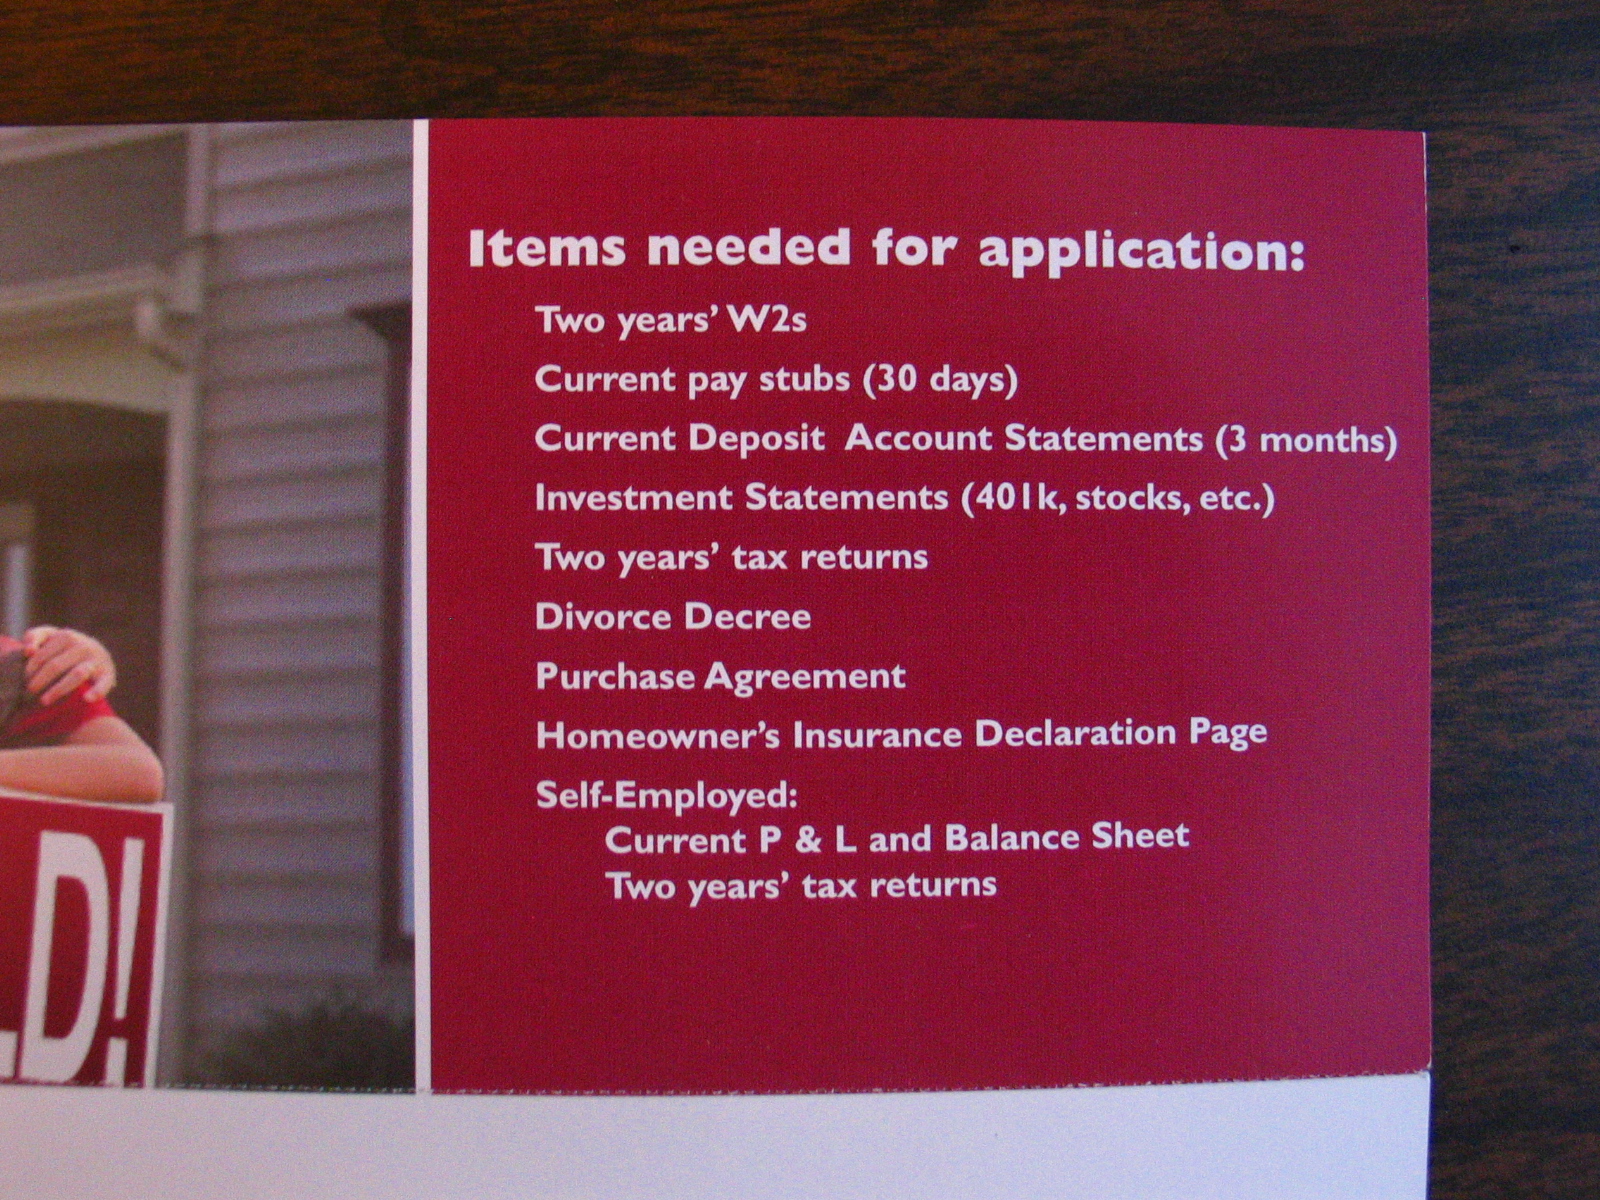 Items needed for application:
Two years' W2s
Current pay stubs (30 days)
Current Deposit Account Statements (3 months)
Investment Statements (401k, stocks, etc.)
Two years' tax returns
Divorce Decree
Purchase Agreement
Homeowner's Insurance Declaration Page
Self-Employed:
Current P & L and Balance Sheet
Two years' tax returns
LD!